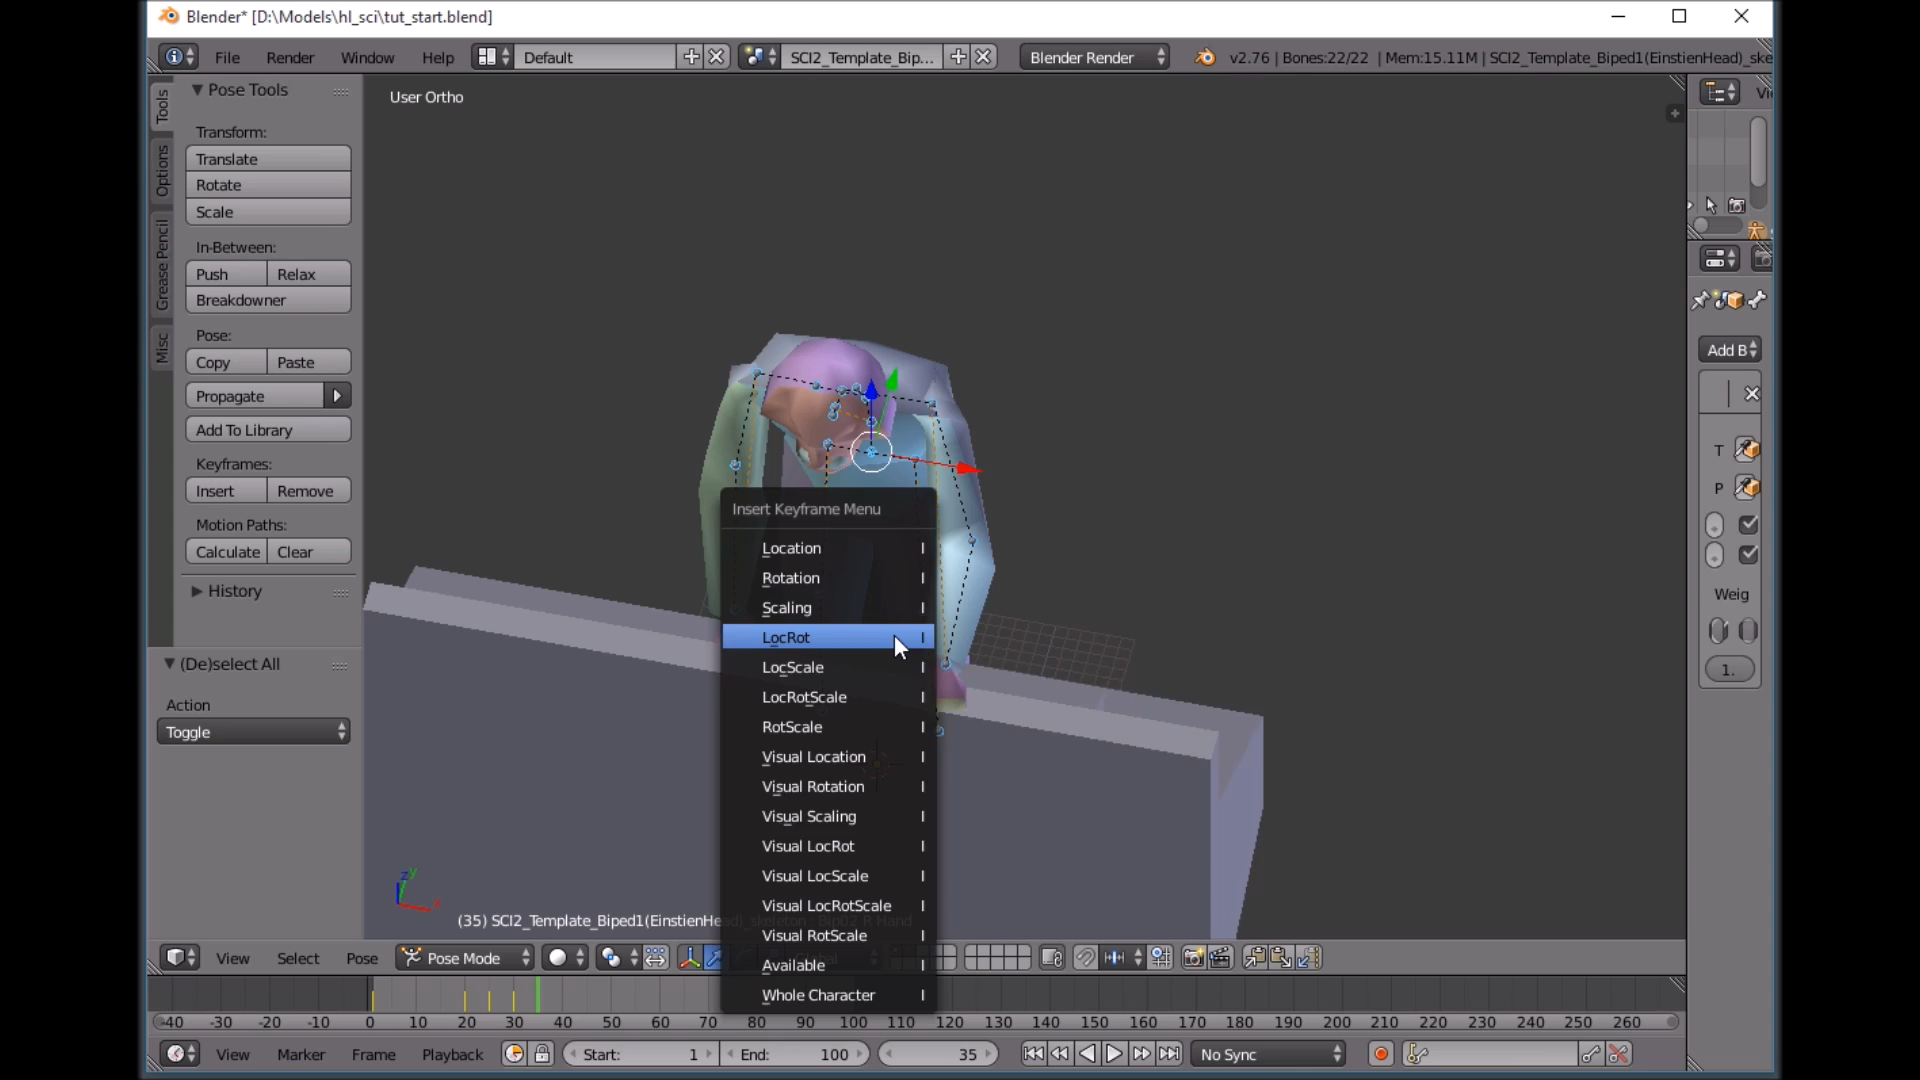 Blender* [D:\Models\hl_sci\tut_start.blend]
File Render Window Help Default SCI2_Template_Bip... Blender Render v2.76 | Bones:22/22 | Mem:15.11M | SCI2_Template_Biped1(EinstienHead)_ske
Pose Tools
User Ortho
Tools
Options
Grease Pencil
Misc
Transform:
Translate
Rotate
Scale
In-Between:
Push Relax
Breakdowner
Pose:
Copy Paste
Propagate
Add To Library
Keyframes:
Insert Remove
Motion Paths:
Calculate Clear
History
(De)select All
Action
Toggle
Insert Keyframe Menu
Location I
Rotation I
Scaling I
LocRot I
LocScale I
LocRotScale I
RotScale I
Visual Location I
Visual Rotation I
Visual Scaling I
Visual LocRot I
Visual LocScale I
Visual LocRotScale I
Visual RotScale I
Available I
Whole Character I
Vi
Add B
T
P
Weig
1.
(35) SCI2_Template_Biped1(EinstienHead)_skeleton : Bip02 R Hand
View Select Pose Pose Mode Global
-40 -30 -20 -10 0 10 20 30 40 50 60 70 80 90 100 110 120 130 140 150 160 170 180 190 200 210 220 230 240 250 260
View Marker Frame Playback Start: 1 End: 100 35 No Sync